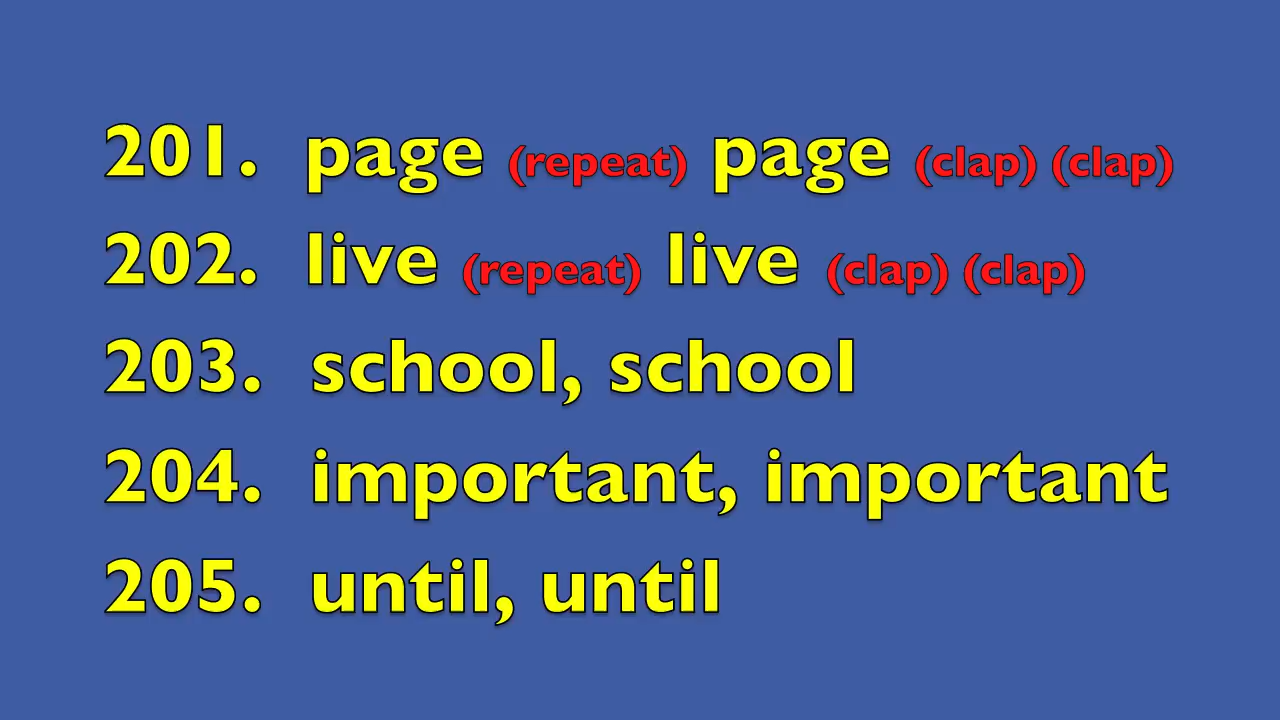 201. page (repeat) page (clap) (clap)
202. live (repeat) live (clap) (clap)
203. school, school
204. important, important
205. until, until